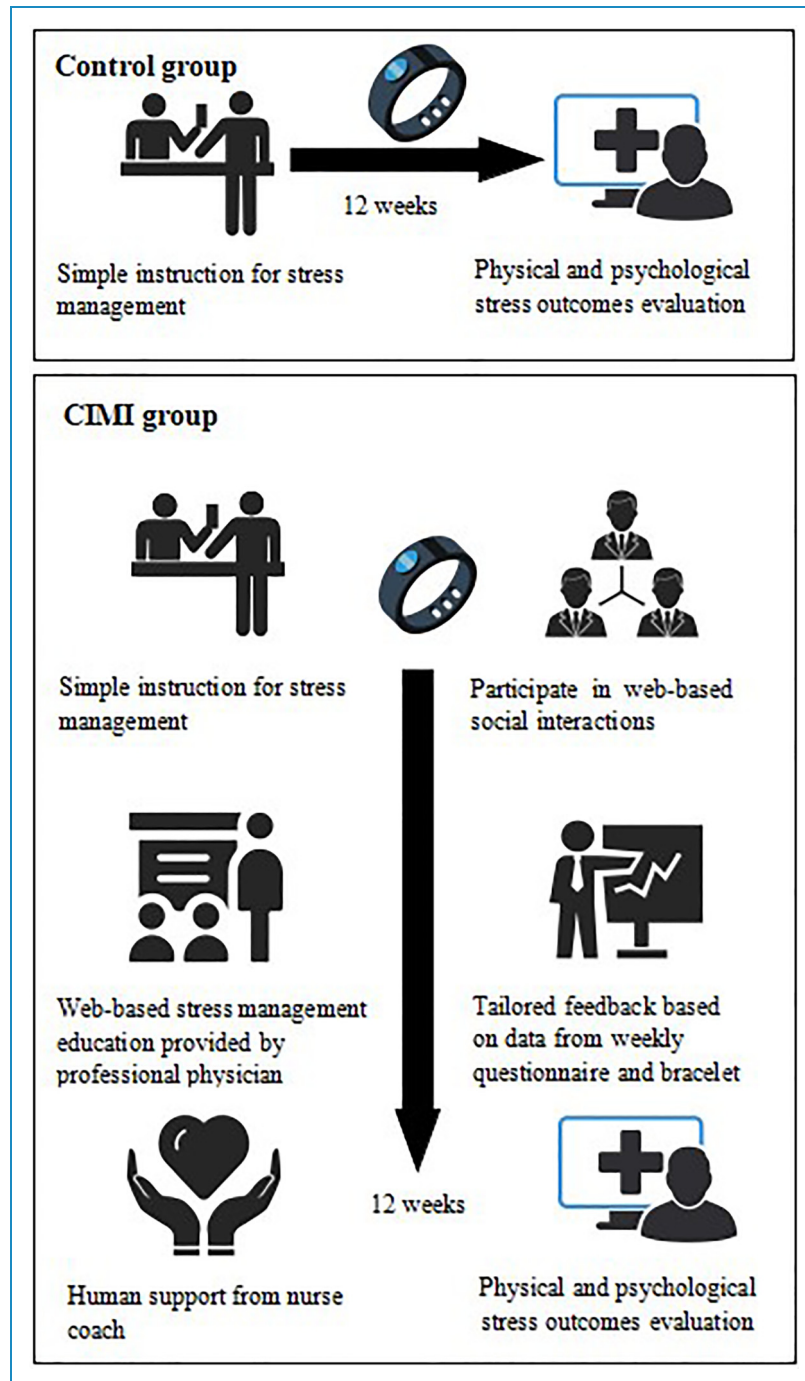 Control group
12 weeks
Simple instruction for stress
management
Physical and psychological
stress outcomes evaluation
CIMI group
Simple instruction for stress
management
Participate in web-based
social interactions
Web-based stress management
education provided by
professional physician
Tailored feedback based
on data from weekly
questionnaire and bracelet
12 weeks
Human support from nurse
coach
Physical and psychological
stress outcomes evaluation